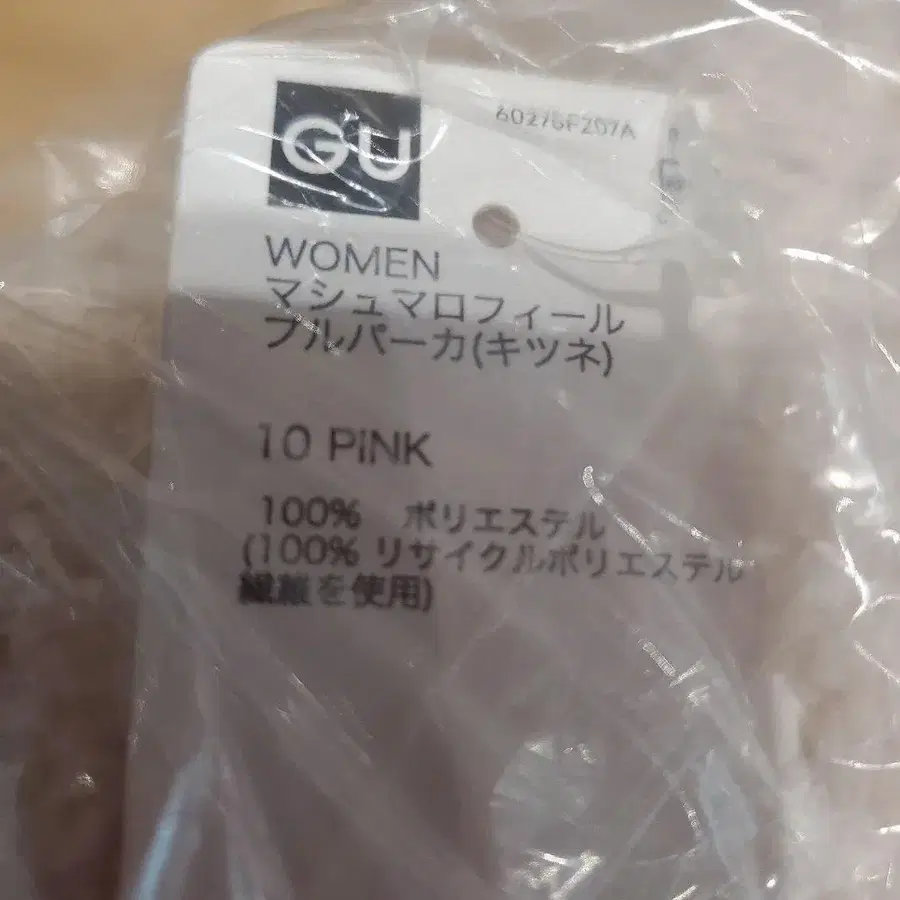 GU
WOMEN
マシュマロフィール
プルパーカ(キツネ)
10 PiNK
100% ポリエステル
(100% リサイクルポリエステル
繊維を使用)